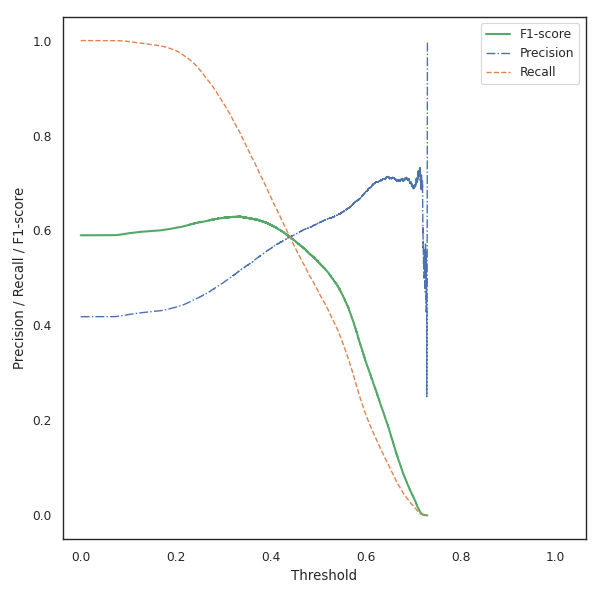 F1-score
Precision
Recall
Precision / Recall / F1-score
1.0
0.8
0.6
0.4
0.2
0.0
0.0 0.2 0.4 0.6 0.8 1.0
Threshold